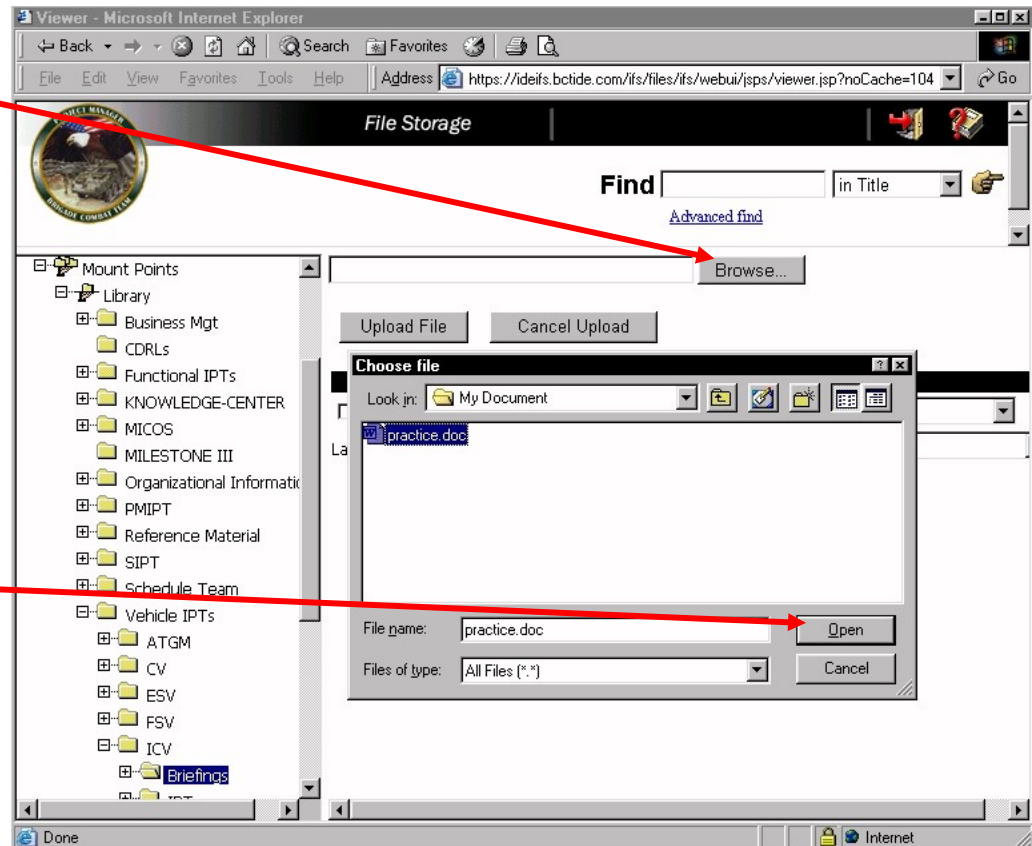 Viewer - Microsoft Internet Explorer
Back Search Favorites
File Edit View Favorites Tools Help Address https://ideifs.bctide.com/ifs/files/ifs/webui/jsps/viewer.jsp?noCache=104 Go
BRIGADE COMBAT TEAM
File Storage
Find in Title
Advanced find
Mount Points
Library
Business Mgt
CDRLs
Functional IPTs
KNOWLEDGE-CENTER
MICOS
MILESTONE III
Organizational Informatic
PMIPT
Reference Material
SIPT
Schedule Team
Vehicle IPTs
ATGM
CV
ESV
FSV
ICV
Briefings
Browse...
Upload File Cancel Upload
La
Choose file
Look in: My Document
practice.doc
File name: practice.doc Open
Files of type: All Files (*.*) Cancel
Done Internet